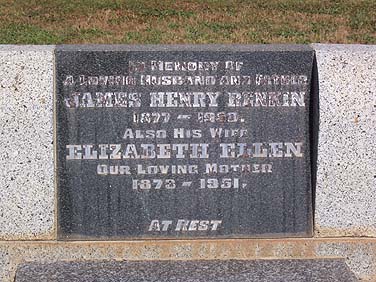 In Memory of
A Loving Husband and Father
JAMES HENRY RANKIN
1877 -
Also His Wife
ELIZABETH ELLEN
Our Loving Mother
1873 - 1951.
At Rest